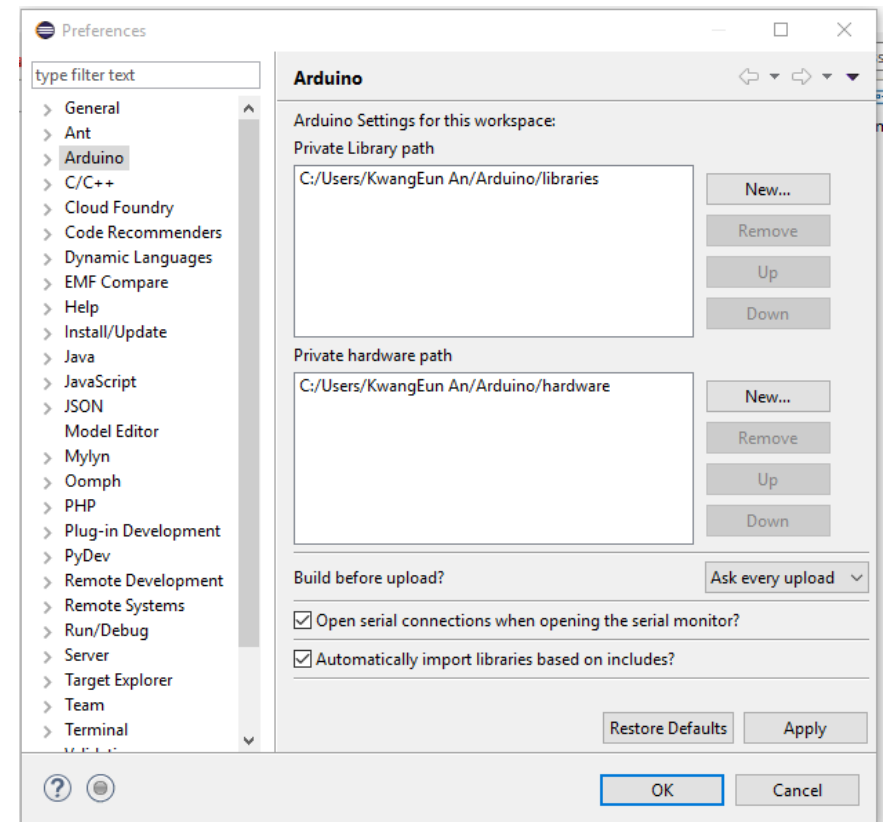 Preferences
type filter text
General
Ant
Arduino
C/C++
Cloud Foundry
Code Recommenders
Dynamic Languages
EMF Compare
Help
Install/Update
Java
JavaScript
JSON
Model Editor
Mylyn
Oomph
PHP
Plug-in Development
PyDev
Remote Development
Remote Systems
Run/Debug
Server
Target Explorer
Team
Terminal
Arduino
Arduino Settings for this workspace:
Private Library path
C:/Users/KwangEun An/Arduino/libraries
New...
Remove
Up
Down
Private hardware path
C:/Users/KwangEun An/Arduino/hardware
New...
Remove
Up
Down
Build before upload?
Ask every upload
Open serial connections when opening the serial monitor?
Automatically import libraries based on includes?
Restore Defaults
Apply
OK
Cancel